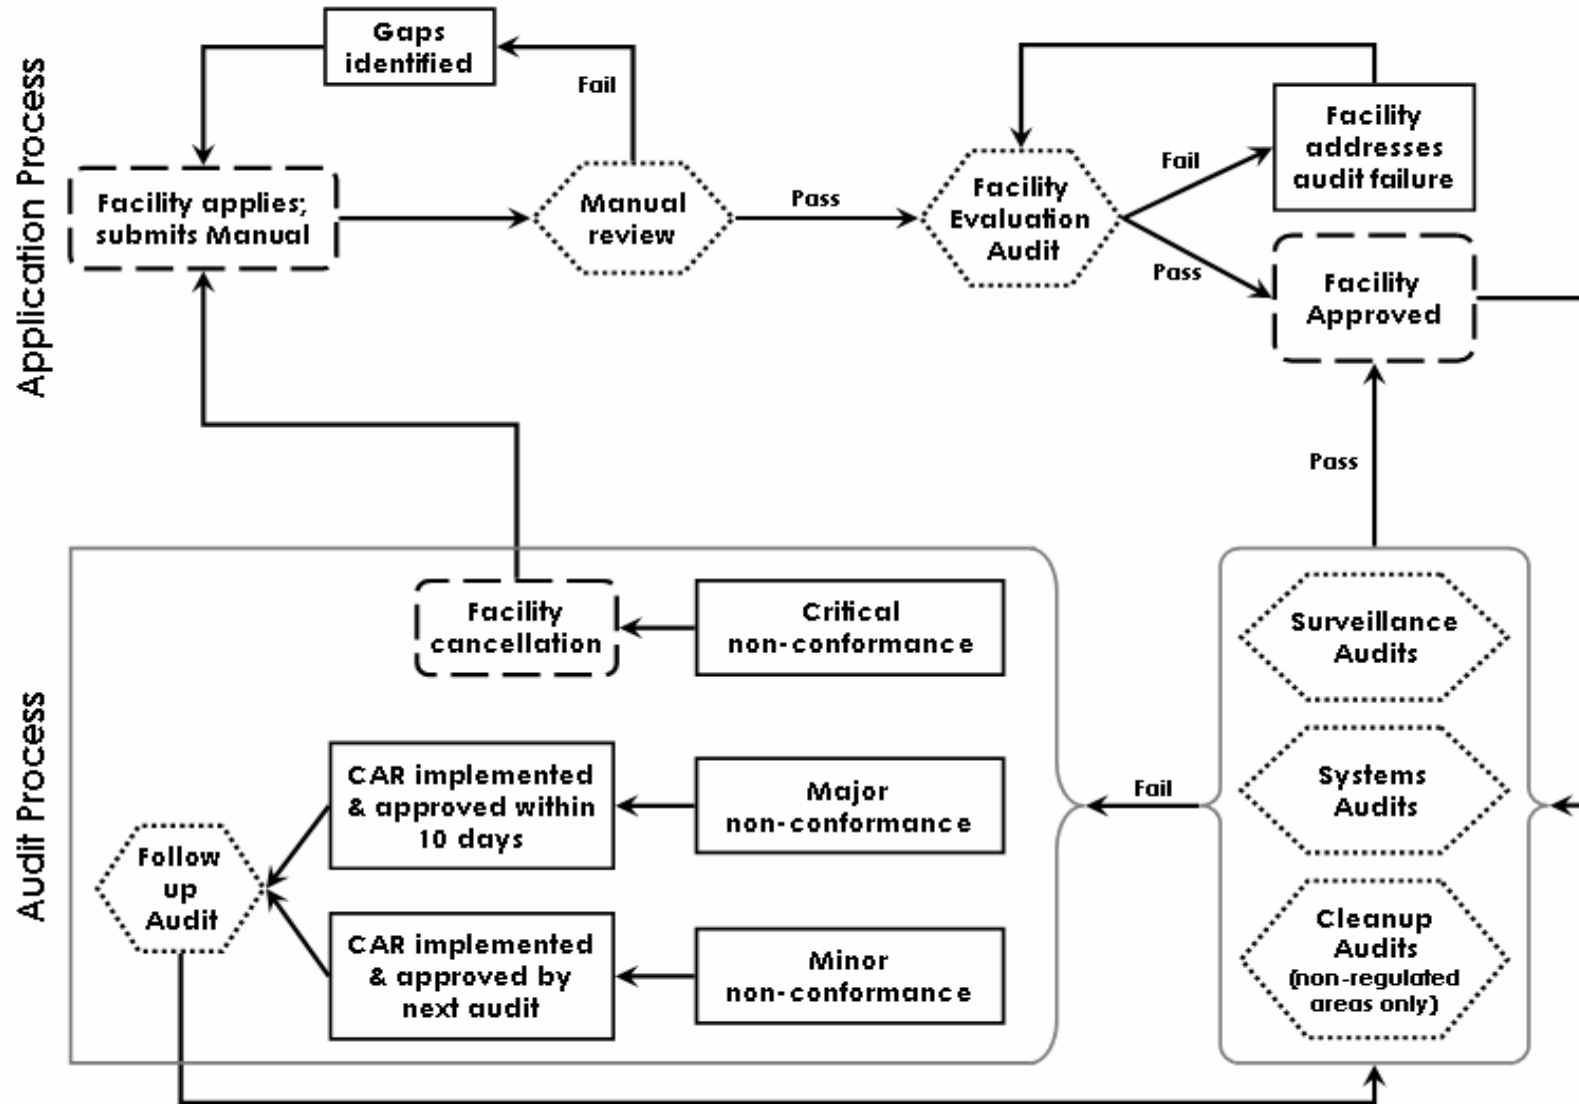 Application Process
Gaps
identified
Fail
Facility applies;
submits Manual
Manual
review
Pass
Facility
Evaluation
Audit
Fail
Pass
Facility
addresses
audit failure
Facility
Approved
Pass
Audit Process
Facility
cancellation
Critical
non-conformance
CAR implemented
& approved within
10 days
Major
non-conformance
Follow
up
Audit
CAR implemented
& approved by
next audit
Minor
non-conformance
Fail
Surveillance
Audits
Systems
Audits
Cleanup
Audits
(non-regulated
areas only)